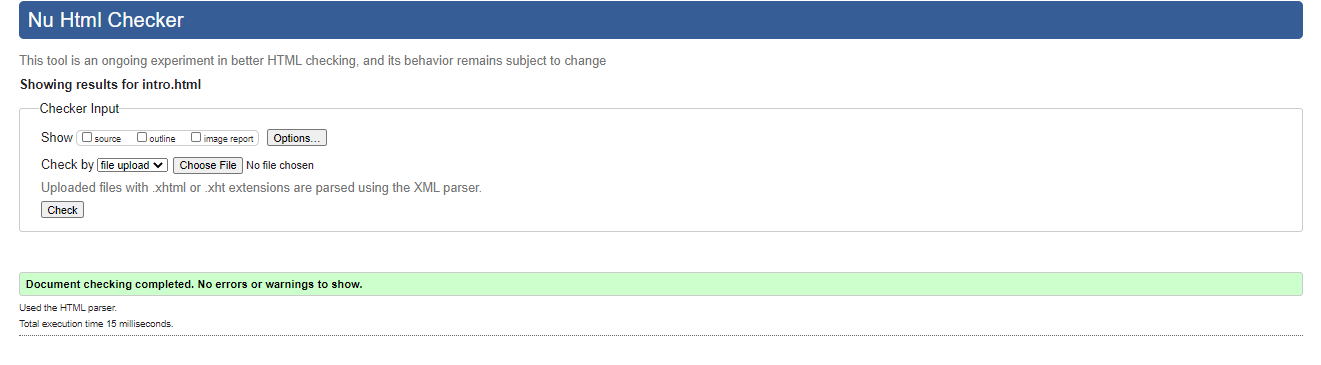 Nu Html Checker
This tool is an ongoing experiment in better HTML checking, and its behavior remains subject to change
Showing results for intro.html
Checker Input
Show source outline image report Options...
Check by file upload Choose File No file chosen
Uploaded files with .xhtml or .xht extensions are parsed using the XML parser.
Check
Document checking completed. No errors or warnings to show.
Used the HTML parser.
Total execution time 15 milliseconds.